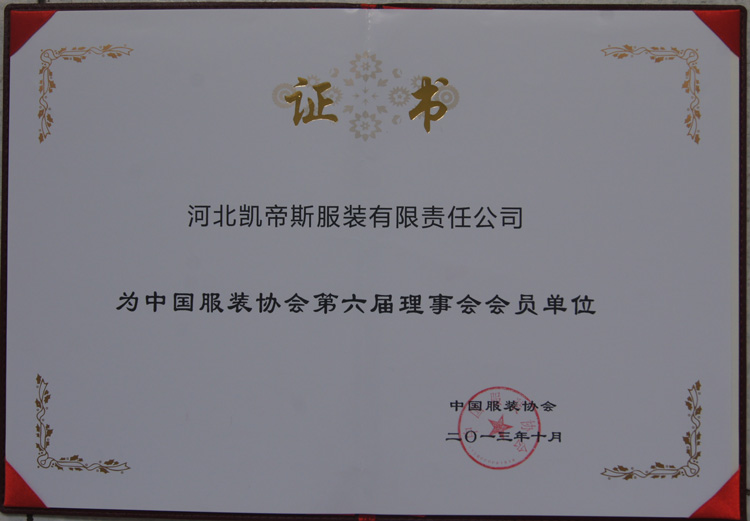 证书
河北凯帝斯服装有限责任公司
为中国服装协会第六届理事会会员单位
中国服装协会
二〇一三年十月